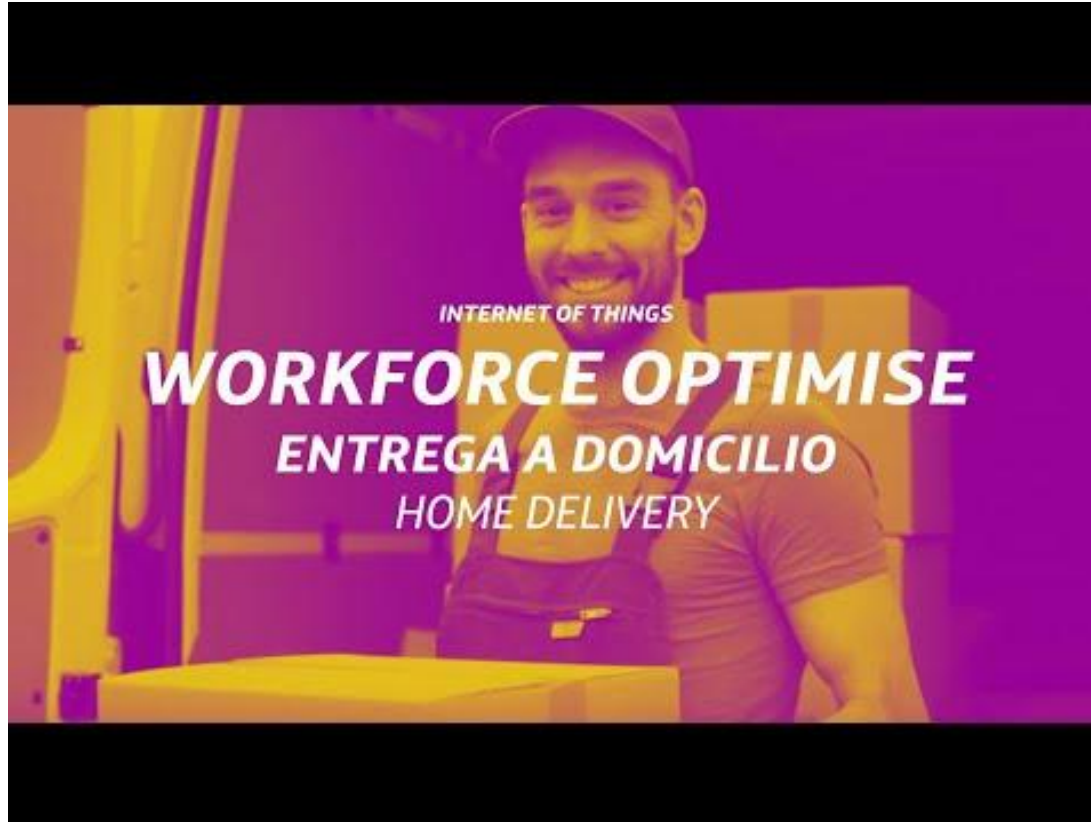 INTERNET OF THINGS
WORKFORCE OPTIMISE
ENTREGA A DOMICILIO
HOME DELIVERY